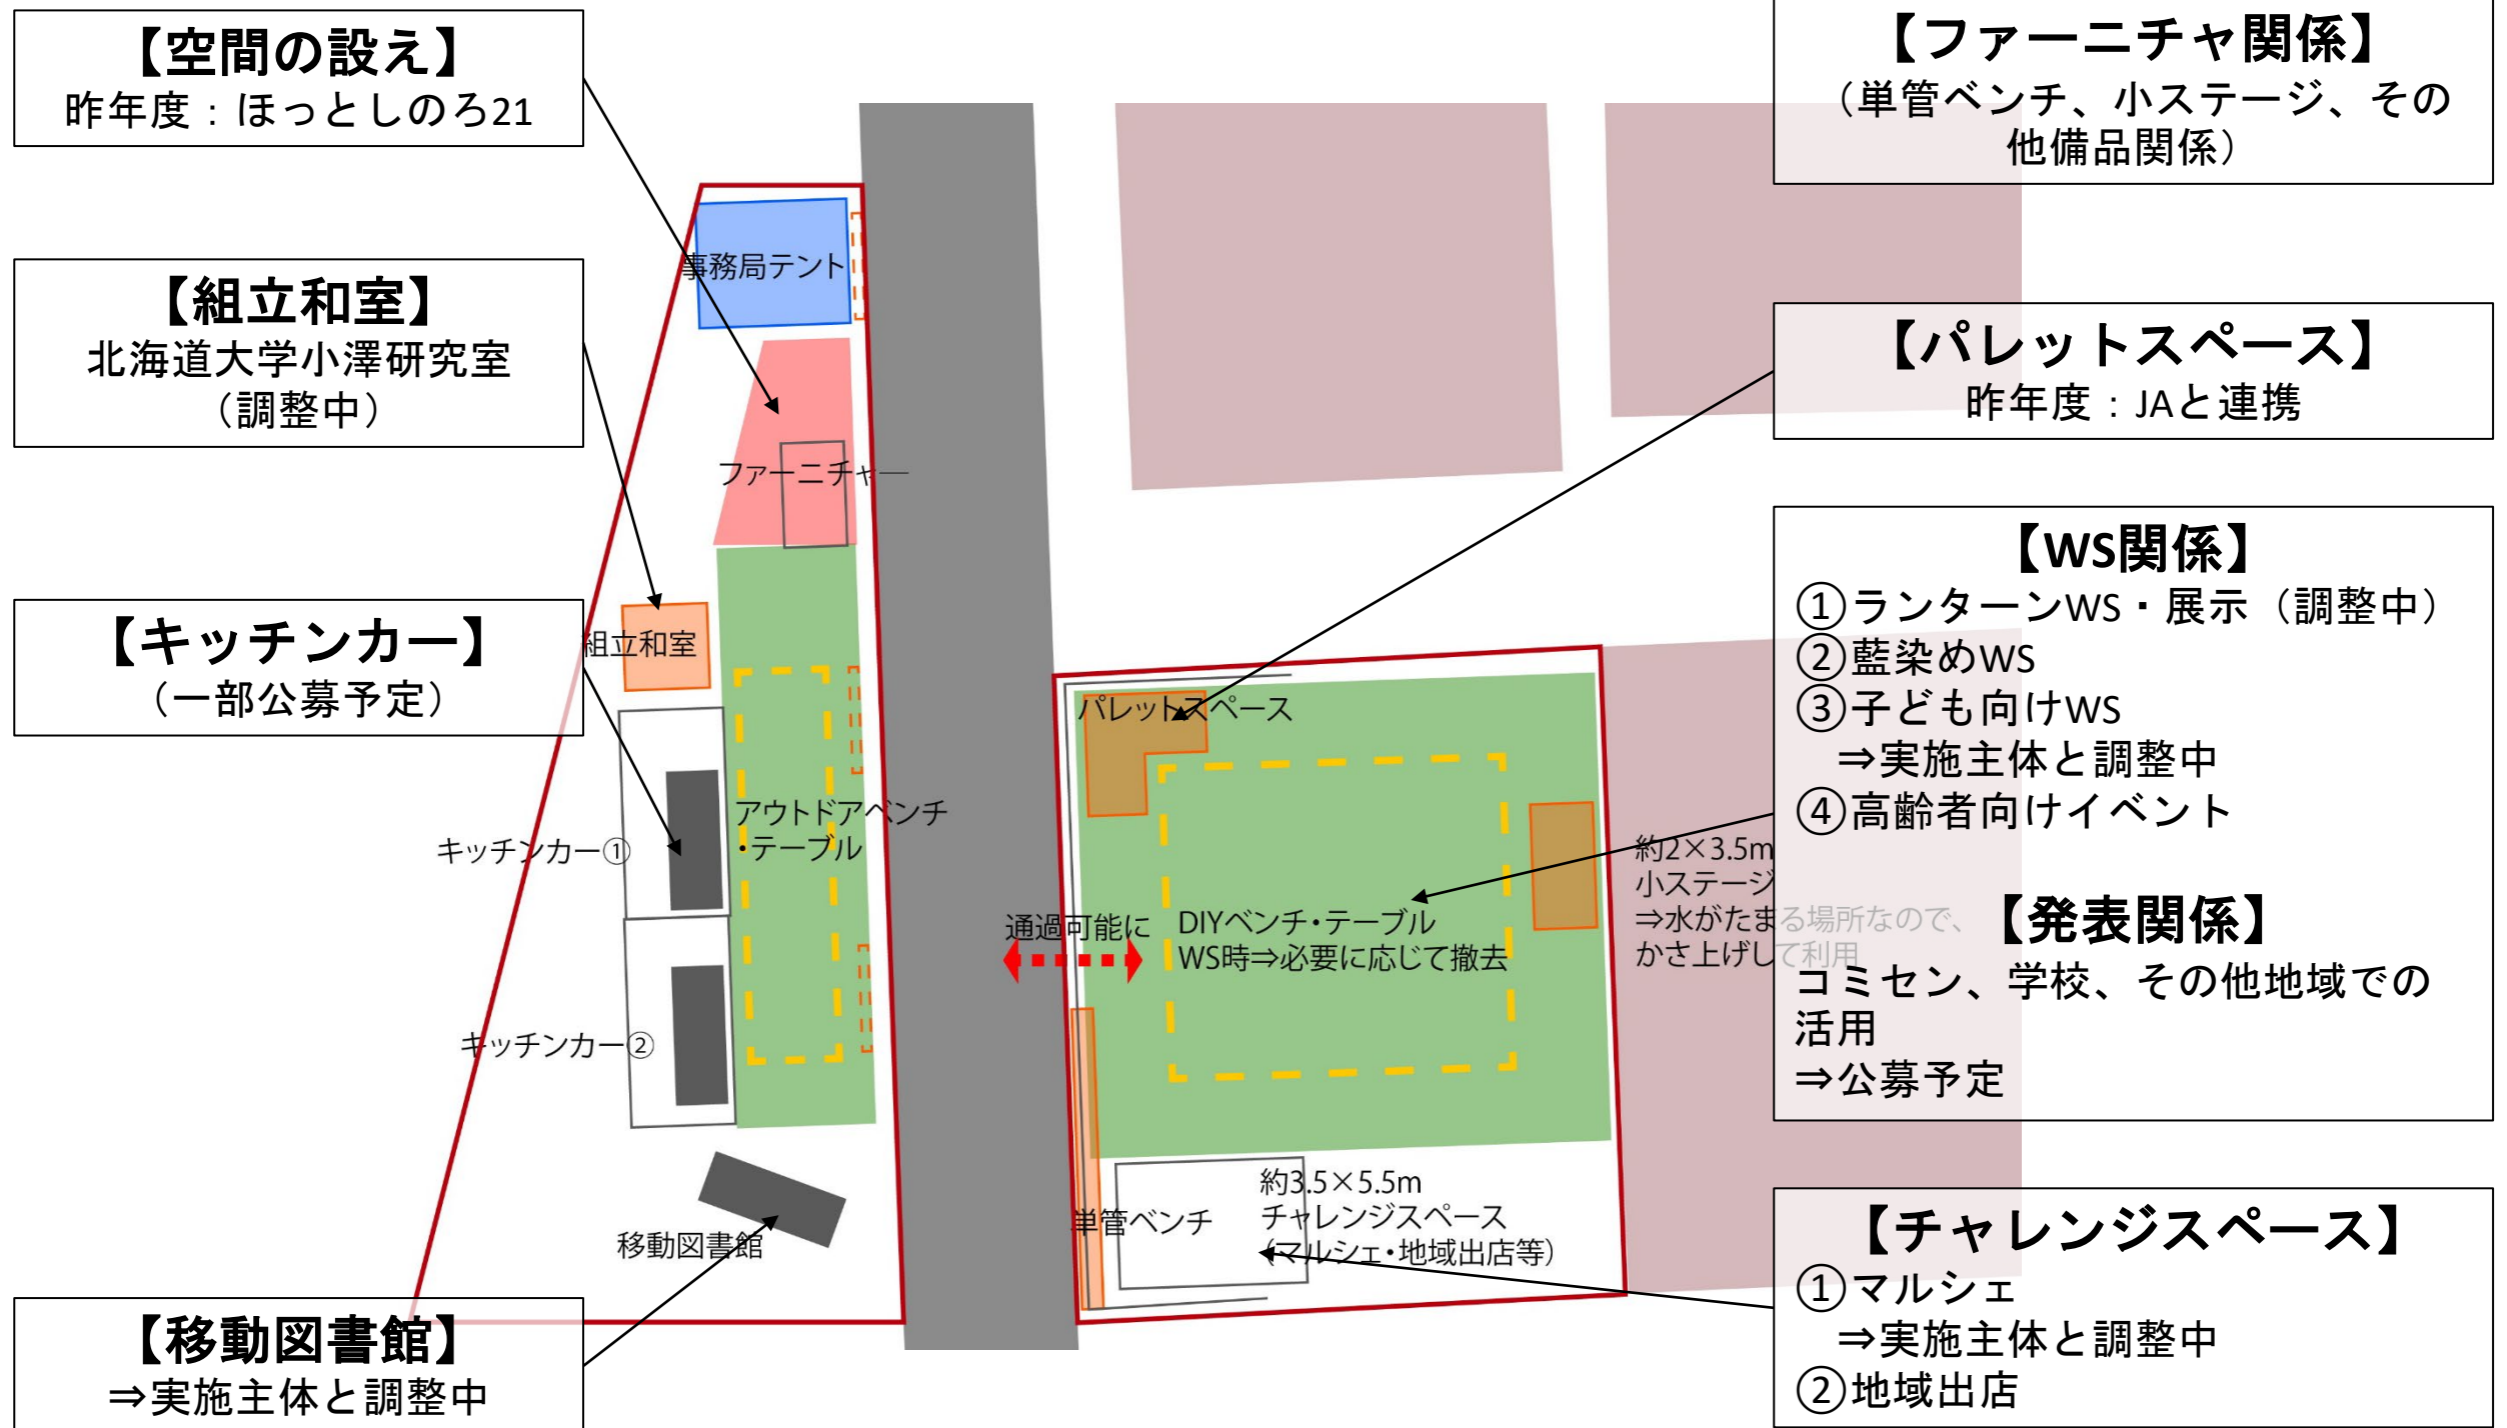 【空間の設え】
昨年度：ほっとしのろ21
【組立和室】
北海道大学小澤研究室
（調整中）
【キッチンカー】
（一部公募予定）
【移動図書館】
⇒実施主体と調整中
事務局テント
ファーニチャー
組立和室
アウトドアベンチ
・テーブル
キッチンカー①
キッチンカー②
移動図書館
通過可能に
パレットスペース
DIYベンチ・テーブル
WS時⇒必要に応じて撤去
約2×3.5m
小ステージ
⇒水がたまる場所なので、
かさ上げして利用
単管ベンチ
約3.5×5.5m
チャレンジスペース
（マルシェ・地域出店等）
【ファーニチャ関係】
（単管ベンチ、小ステージ、その
他備品関係）
【パレットスペース】
昨年度：JAと連携
【WS関係】
①ランターンWS・展示（調整中）
②藍染めWS
③子ども向けWS
⇒実施主体と調整中
④高齢者向けイベント
【発表関係】
コミセン、学校、その他地域での
活用
⇒公募予定
【チャレンジスペース】
①マルシェ
⇒実施主体と調整中
②地域出店